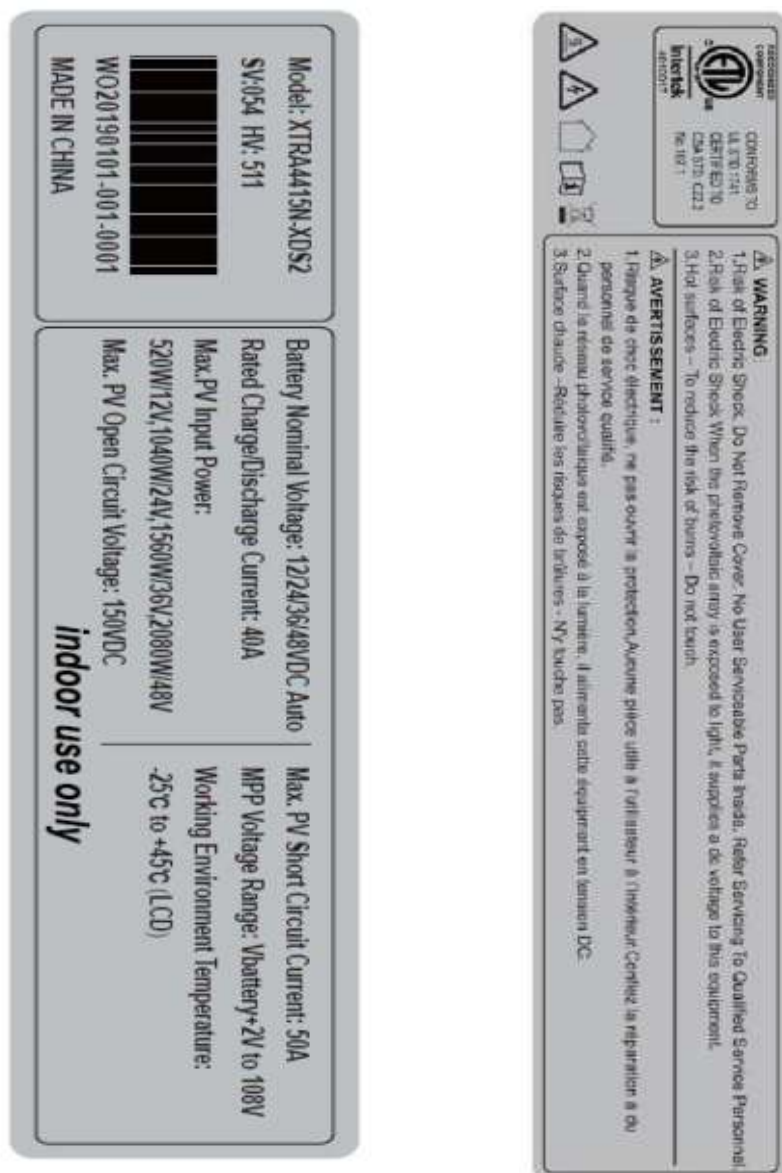 Model: XTRA4415N-XDS2
SV:054 HV: 511
WO20190101-001-0001
MADE IN CHINA
Battery Nominal Voltage: 12/24/36/48VDC Auto
Rated Charge/Discharge Current: 40A
Max.PV Input Power:
520W/12V,1040W/24V,1560W/36V,2080W/48V
Max. PV Open Circuit Voltage: 150VDC
Max. PV Short Circuit Current: 50A
MPP Voltage Range: Vbattery+2V to 108V
Working Environment Temperature:
-25℃ to +45℃ (LCD)
indoor use only
RECOGNIZED
COMPONENT
ETL
c us
Intertek
CONFORMS TO
UL STD 1741
CERTIFIED TO
CSA STD. C22.2
No.107.1
WARNING
1.Risk of Electric Shock, Do Not Remove Cover. No User Serviceable Parts Inside, Refer Servicing To Qualified Service Personnel
2.Risk of Electric Shock When the photovoltaic array is exposed to light, it supplies a dc voltage to this equipment.
3.Hot surfaces – To reduce the risk of burns – Do not touch.
AVERTISSEMENT :
1.Risque de choc électrique, ne pas ouvrir la protection,Aucune pièce utile à l'utilisateur à l'intérieur Confiez la réparation a du
personnel de service qualifié.
2.Quand le réseau photovoltaïque est exposé à la lumière, il alimente cette équipment en tension DC.
3.Surface chaude –Réduire les risques de brûlures - N'y touche pas.